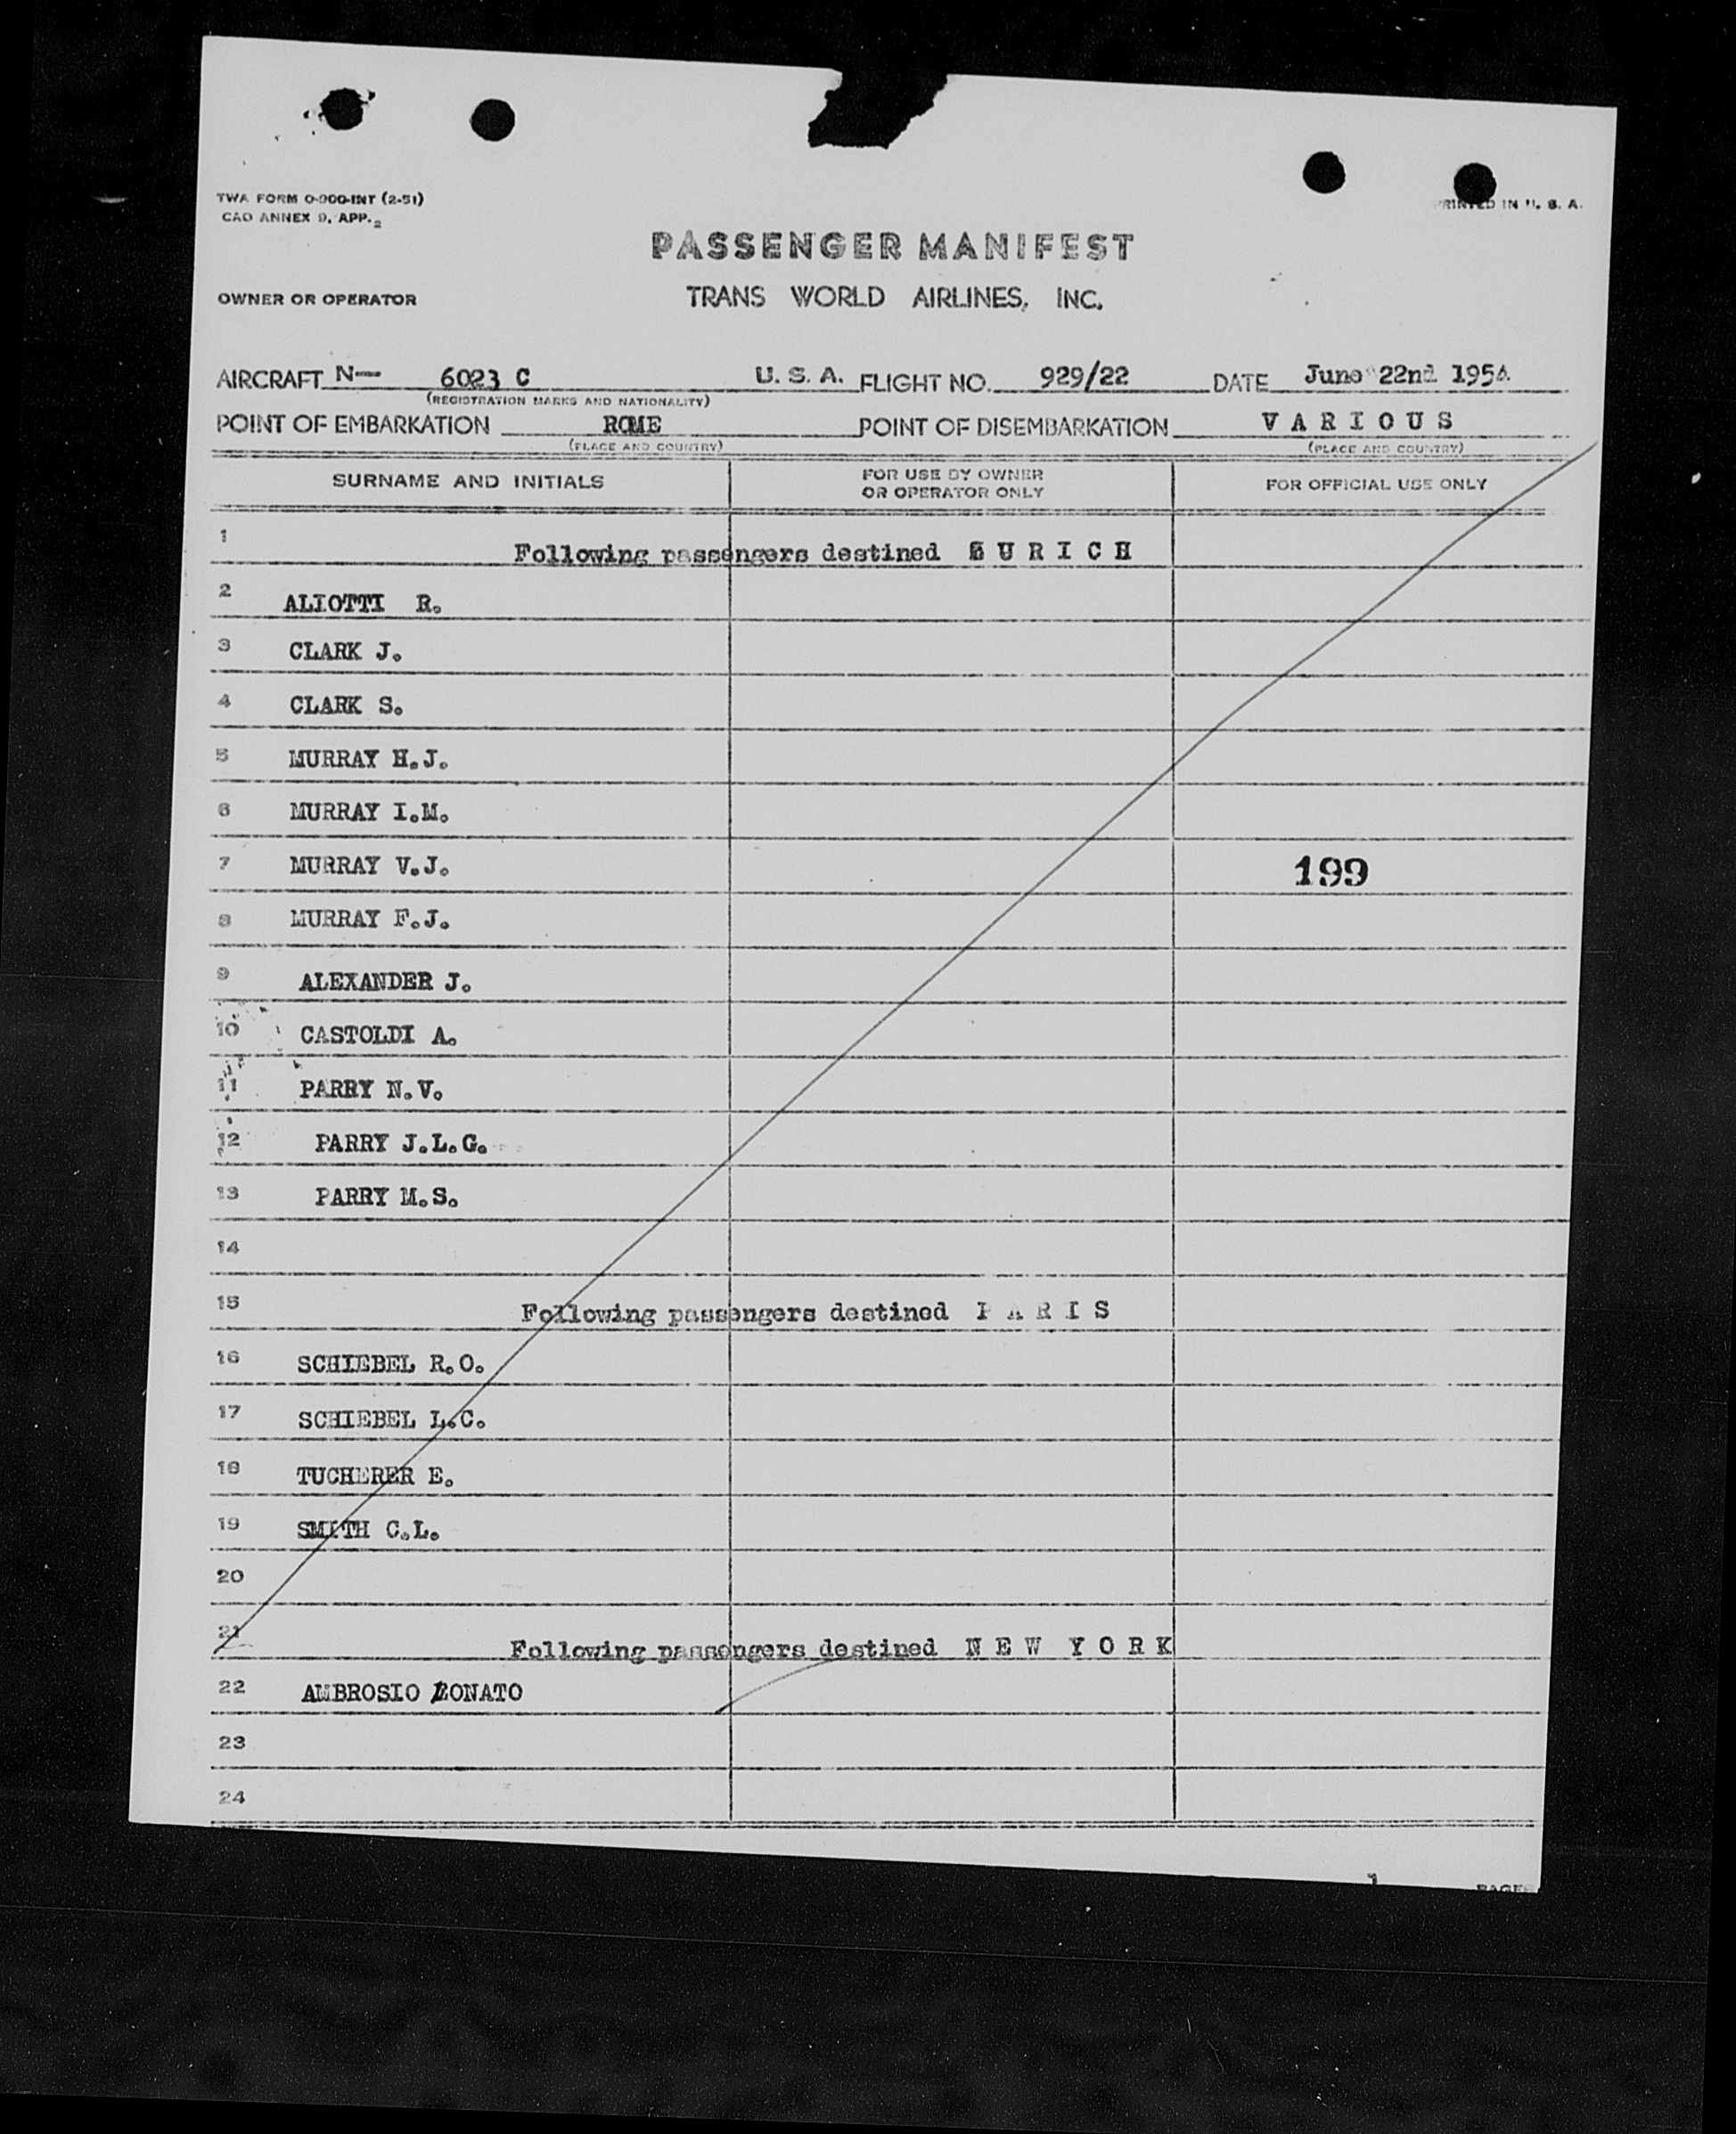 TWA FORM 0-900-INT (2-51)
CAO ANNEX 9, APP. 2
PRINTED IN U. S. A.
PASSENGER MANIFEST
OWNER OR OPERATOR TRANS WORLD AIRLINES, INC.
AIRCRAFT N— 6023 C U. S. A. FLIGHT NO. 929/22 DATE June 22nd 1954
(REGISTRATION MARKS AND NATIONALITY)
POINT OF EMBARKATION ROME POINT OF DISEMBARKATION V A R I O U S
(PLACE AND COUNTRY) (PLACE AND COUNTRY)
SURNAME AND INITIALS FOR USE BY OWNER OR OPERATOR ONLY FOR OFFICIAL USE ONLY
1 Following passengers destined Z U R I C H
2 ALIOTTI R.
3 CLARK J.
4 CLARK S.
5 MURRAY H.J.
6 MURRAY I.M.
7 MURRAY V.J. 199
8 MURRAY F.J.
9 ALEXANDER J.
10 CASTOLDI A.
11 PARRY N.V.
12 PARRY J.L.G.
13 PARRY M.S.
14
15 Following passengers destined P A R I S
16 SCHIEBEL R.O.
17 SCHIEBEL L.C.
18 TUCHERER E.
19 SMITH C.L.
20
21 Following passengers destined N E W Y O R K
22 AMBROSIO DONATO
23
24
PAGE